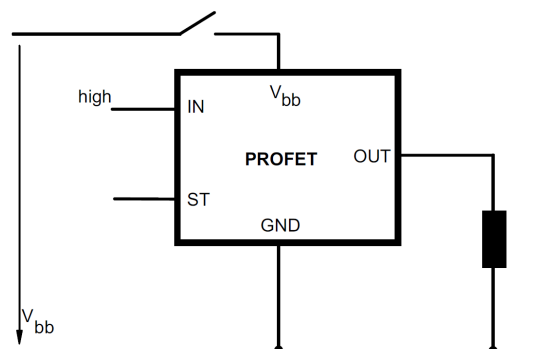 high
IN
Vbb
PROFET
OUT
ST
GND
Vbb